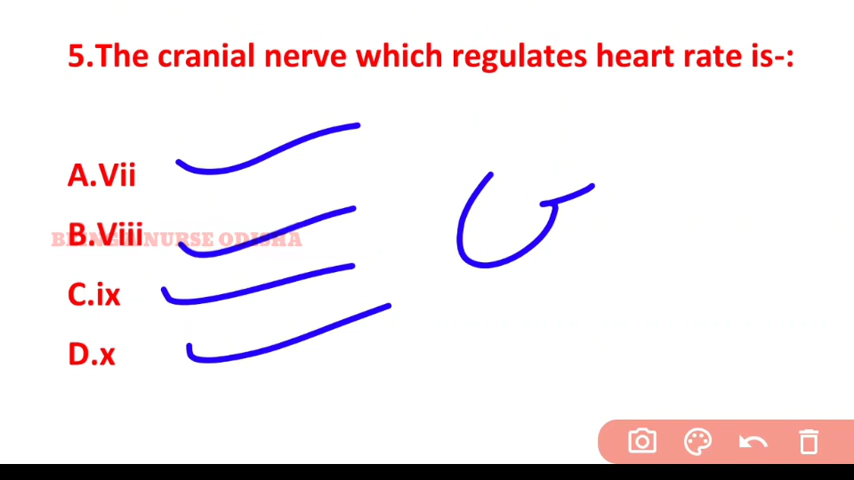 5.The cranial nerve which regulates heart rate is-:
A.Vii
B.Viii
C.ix
D.x